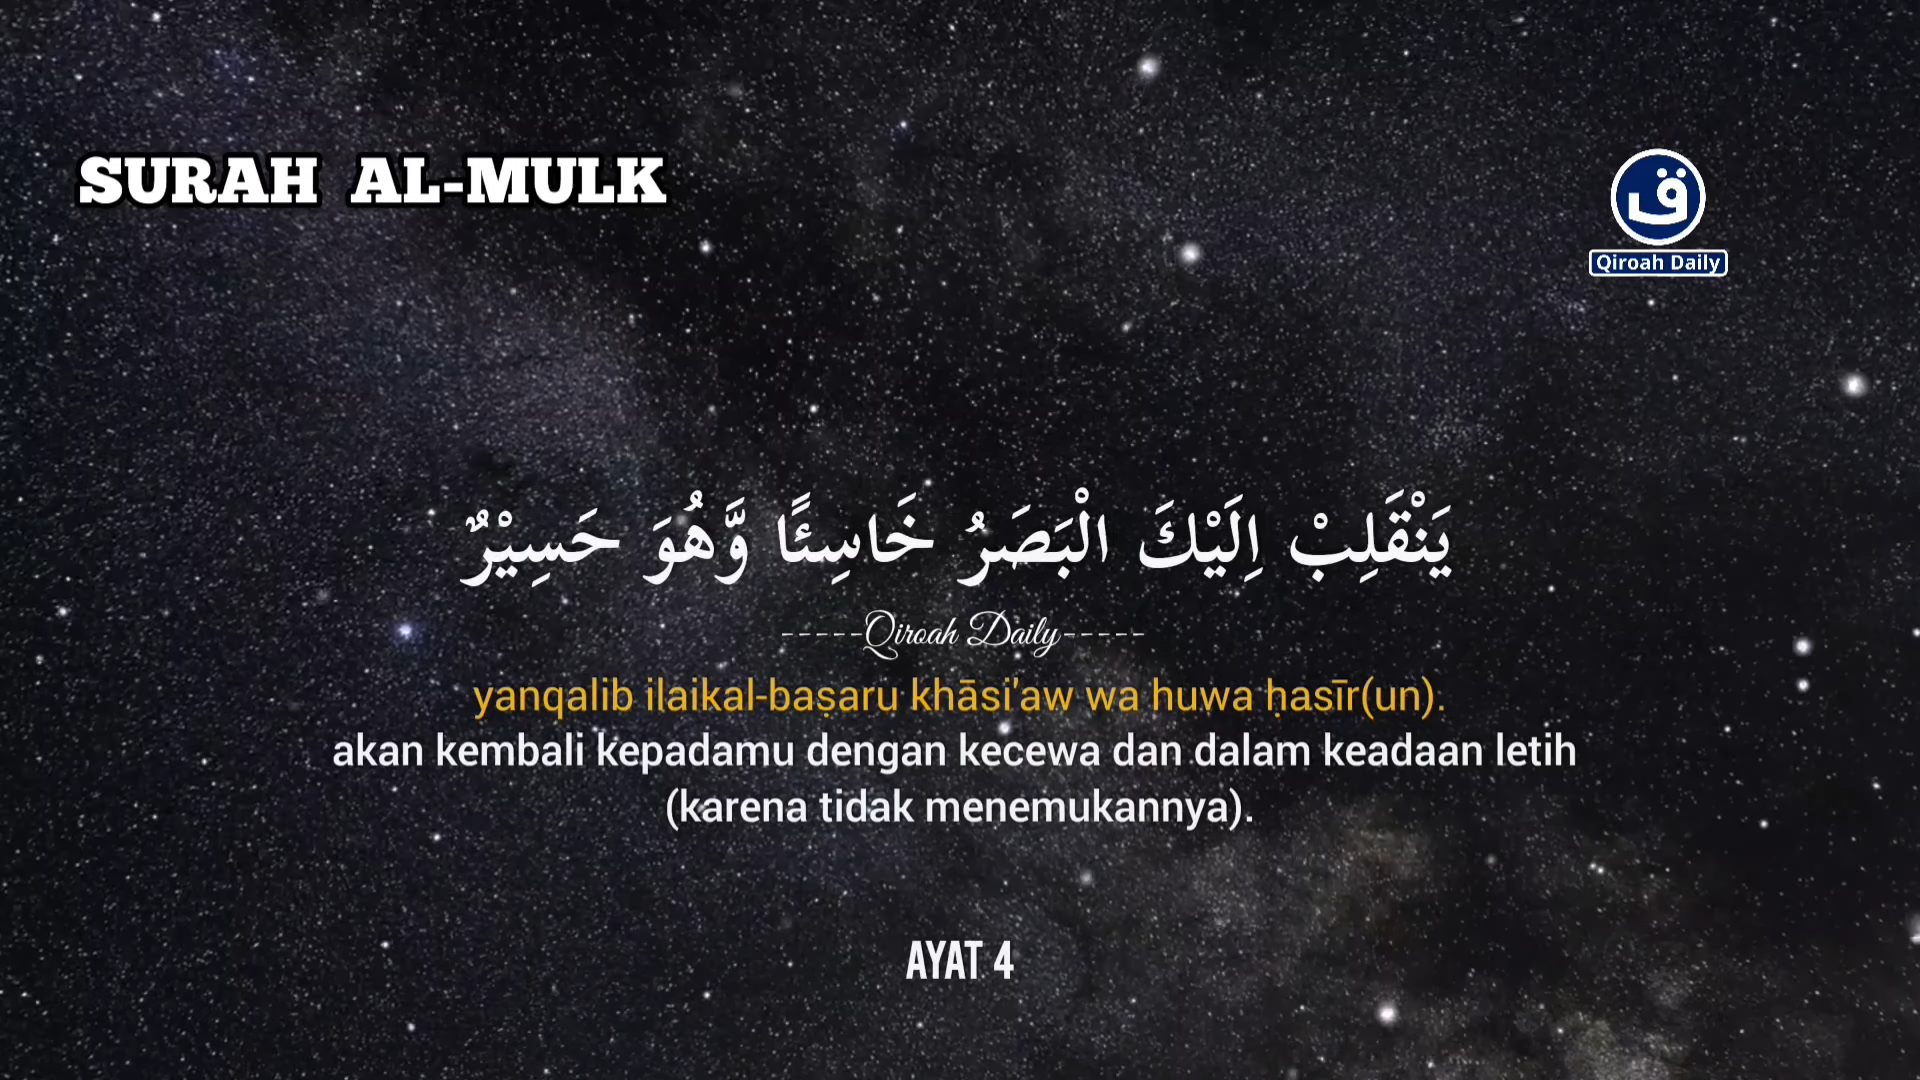 SURAH AL-MULK
ق
Qiroah Daily
يَنْقَلِبْ اِلَيْكَ الْبَصَرُ خَاسِئًا وَّهُوَ حَسِيْرٌ
-----Qiroah Daily-----
yanqalib ilaikal-baṣaru khāsi'aw wa huwa ḥasīr(un).
akan kembali kepadamu dengan kecewa dan dalam keadaan letih
(karena tidak menemukannya).
AYAT 4